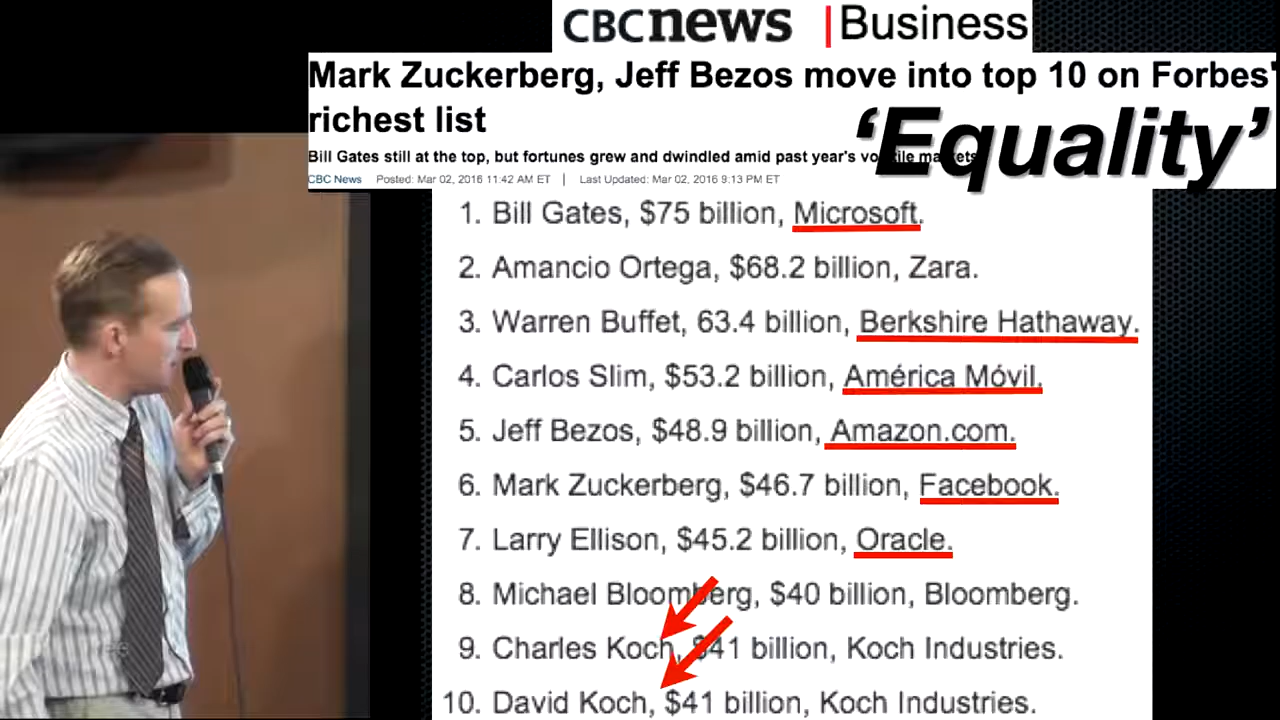 CBCnews | Business
Mark Zuckerberg, Jeff Bezos move into top 10 on Forbes'
richest list
'Equality'
Bill Gates still at the top, but fortunes grew and dwindled amid past year's markets
CBC News Posted: Mar 02, 2016 11:42 AM ET | Last Updated: Mar 02, 2016 9:13 PM ET
1. Bill Gates, $75 billion, Microsoft.
2. Amancio Ortega, $68.2 billion, Zara.
3. Warren Buffet, 63.4 billion, Berkshire Hathaway.
4. Carlos Slim, $53.2 billion, América Móvil.
5. Jeff Bezos, $48.9 billion, Amazon.com.
6. Mark Zuckerberg, $46.7 billion, Facebook.
7. Larry Ellison, $45.2 billion, Oracle.
8. Michael Bloomberg, $40 billion, Bloomberg.
9. Charles Koch, $41 billion, Koch Industries.
10. David Koch, $41 billion, Koch Industries.